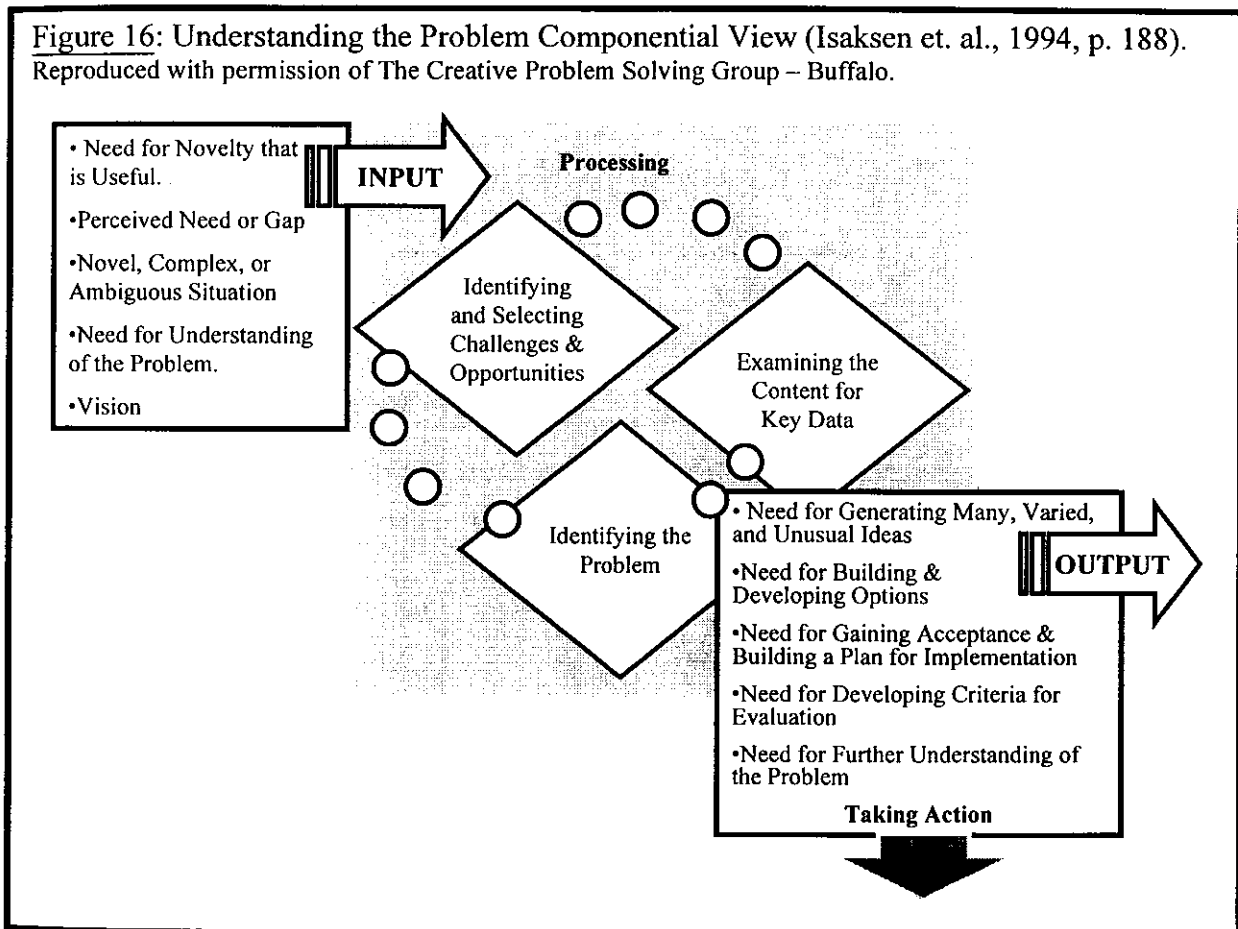 Figure 16: Understanding the Problem Componential View (Isaksen et. al., 1994, p. 188).
Reproduced with permission of The Creative Problem Solving Group – Buffalo.
• Need for Novelty that
is Useful.
•Perceived Need or Gap
•Novel, Complex, or
Ambiguous Situation
•Need for Understanding
of the Problem.
•Vision
INPUT
Processing
Identifying
and Selecting
Challenges &
Opportunities
Examining the
Content for
Key Data
Identifying the
Problem
• Need for Generating Many, Varied,
and Unusual Ideas
•Need for Building &
Developing Options
•Need for Gaining Acceptance &
Building a Plan for Implementation
•Need for Developing Criteria for
Evaluation
•Need for Further Understanding of
the Problem
Taking Action
OUTPUT